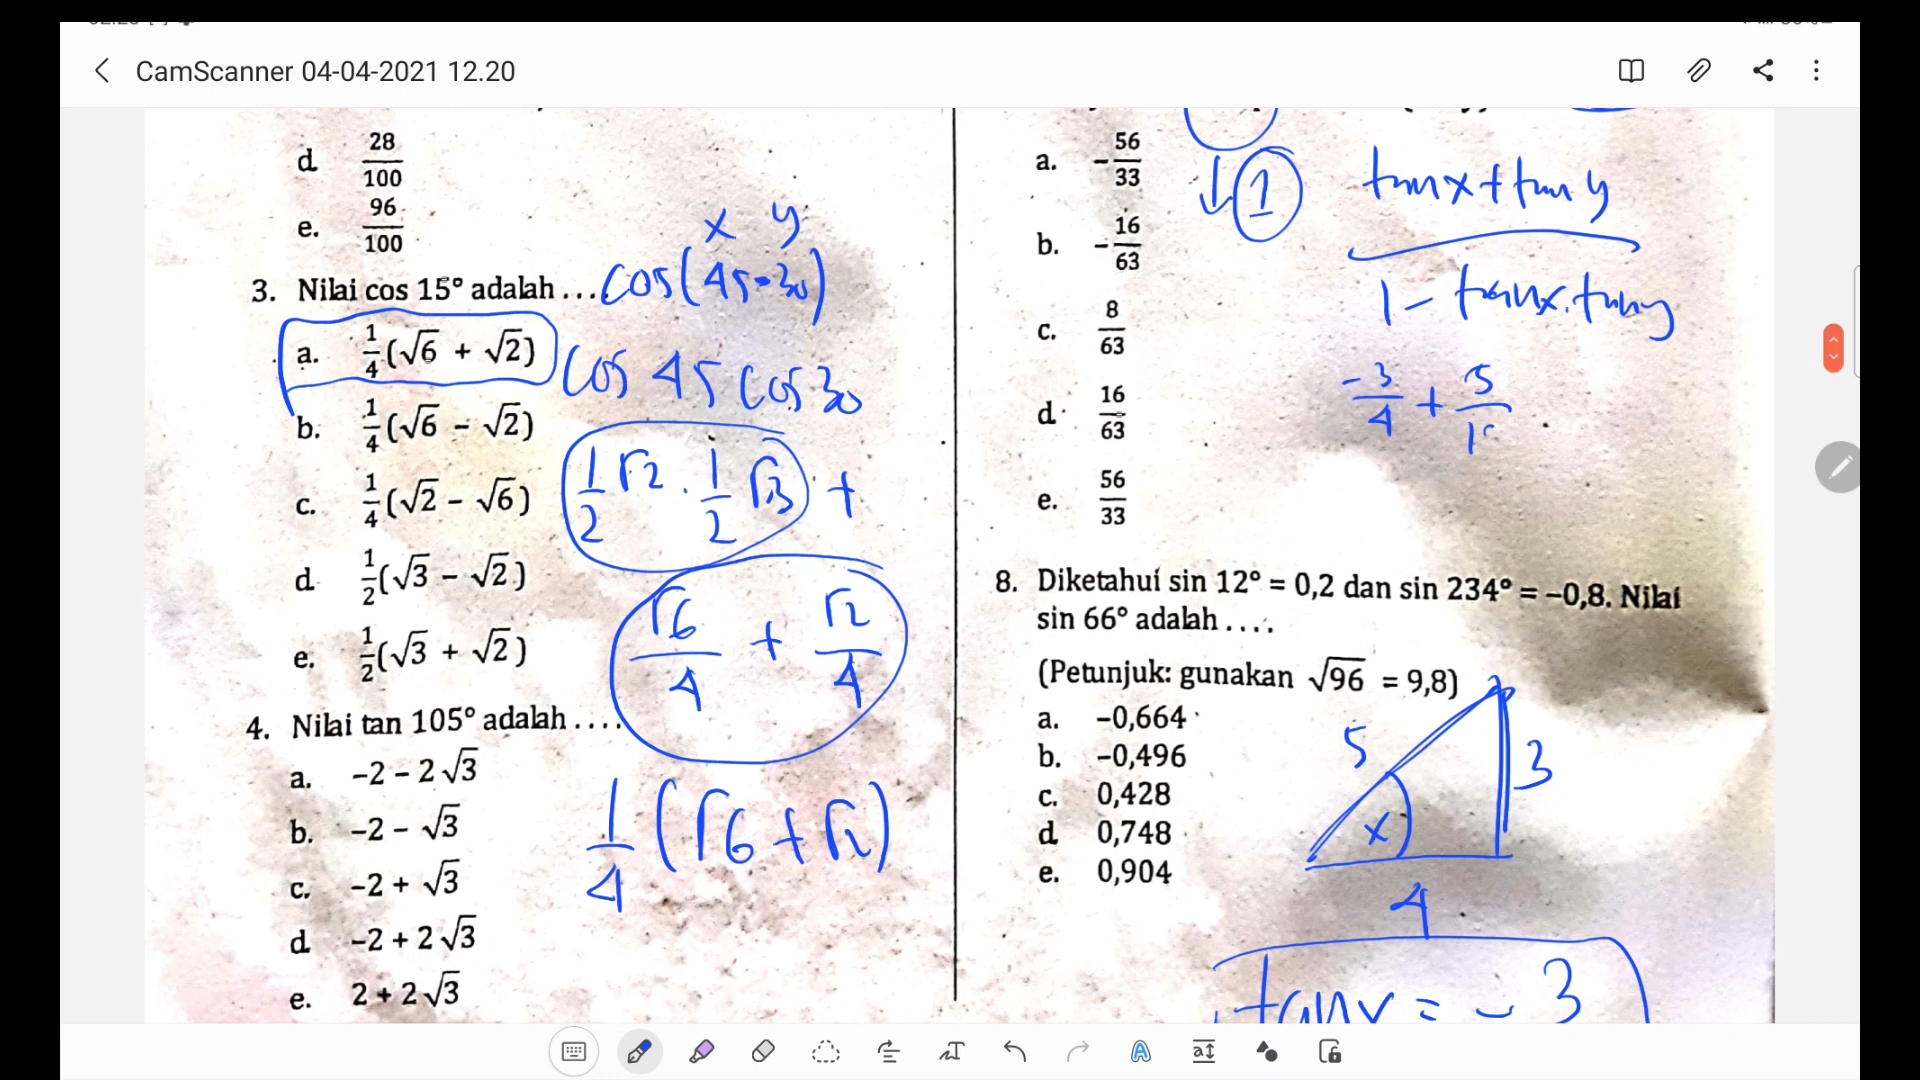 CamScanner 04-04-2021 12.20
d. 28/100
e. 96/100
x y
3. Nilai cos 15° adalah .... cos(45-30)
a. 1/4(√6 + √2)
cos 45 cos 30
b. 1/4(√6 - √2)
1/2 √2 . 1/2 √3 +
c. 1/4(√2 - √6)
d. 1/2(√3 - √2)
√6/4 + √2/4
e. 1/2(√3 + √2)
4. Nilai tan 105° adalah ....
a. -2 - 2√3
b. -2 - √3
1/4 (√6 + √2)
c. -2 + √3
d. -2 + 2√3
e. 2 + 2√3
a. -56/33
↓ 1
tan x + tan y
1 - tan x . tan y
b. -16/63
c. 8/63
-3/4 + 5/1
d. 16/63
e. 56/33
8. Diketahui sin 12° = 0,2 dan sin 234° = -0,8. Nilai
sin 66° adalah ....
(Petunjuk: gunakan √96 = 9,8)
a. -0,664
b. -0,496
c. 0,428
d. 0,748
e. 0,904
5 3
x
4
tan x = - 3